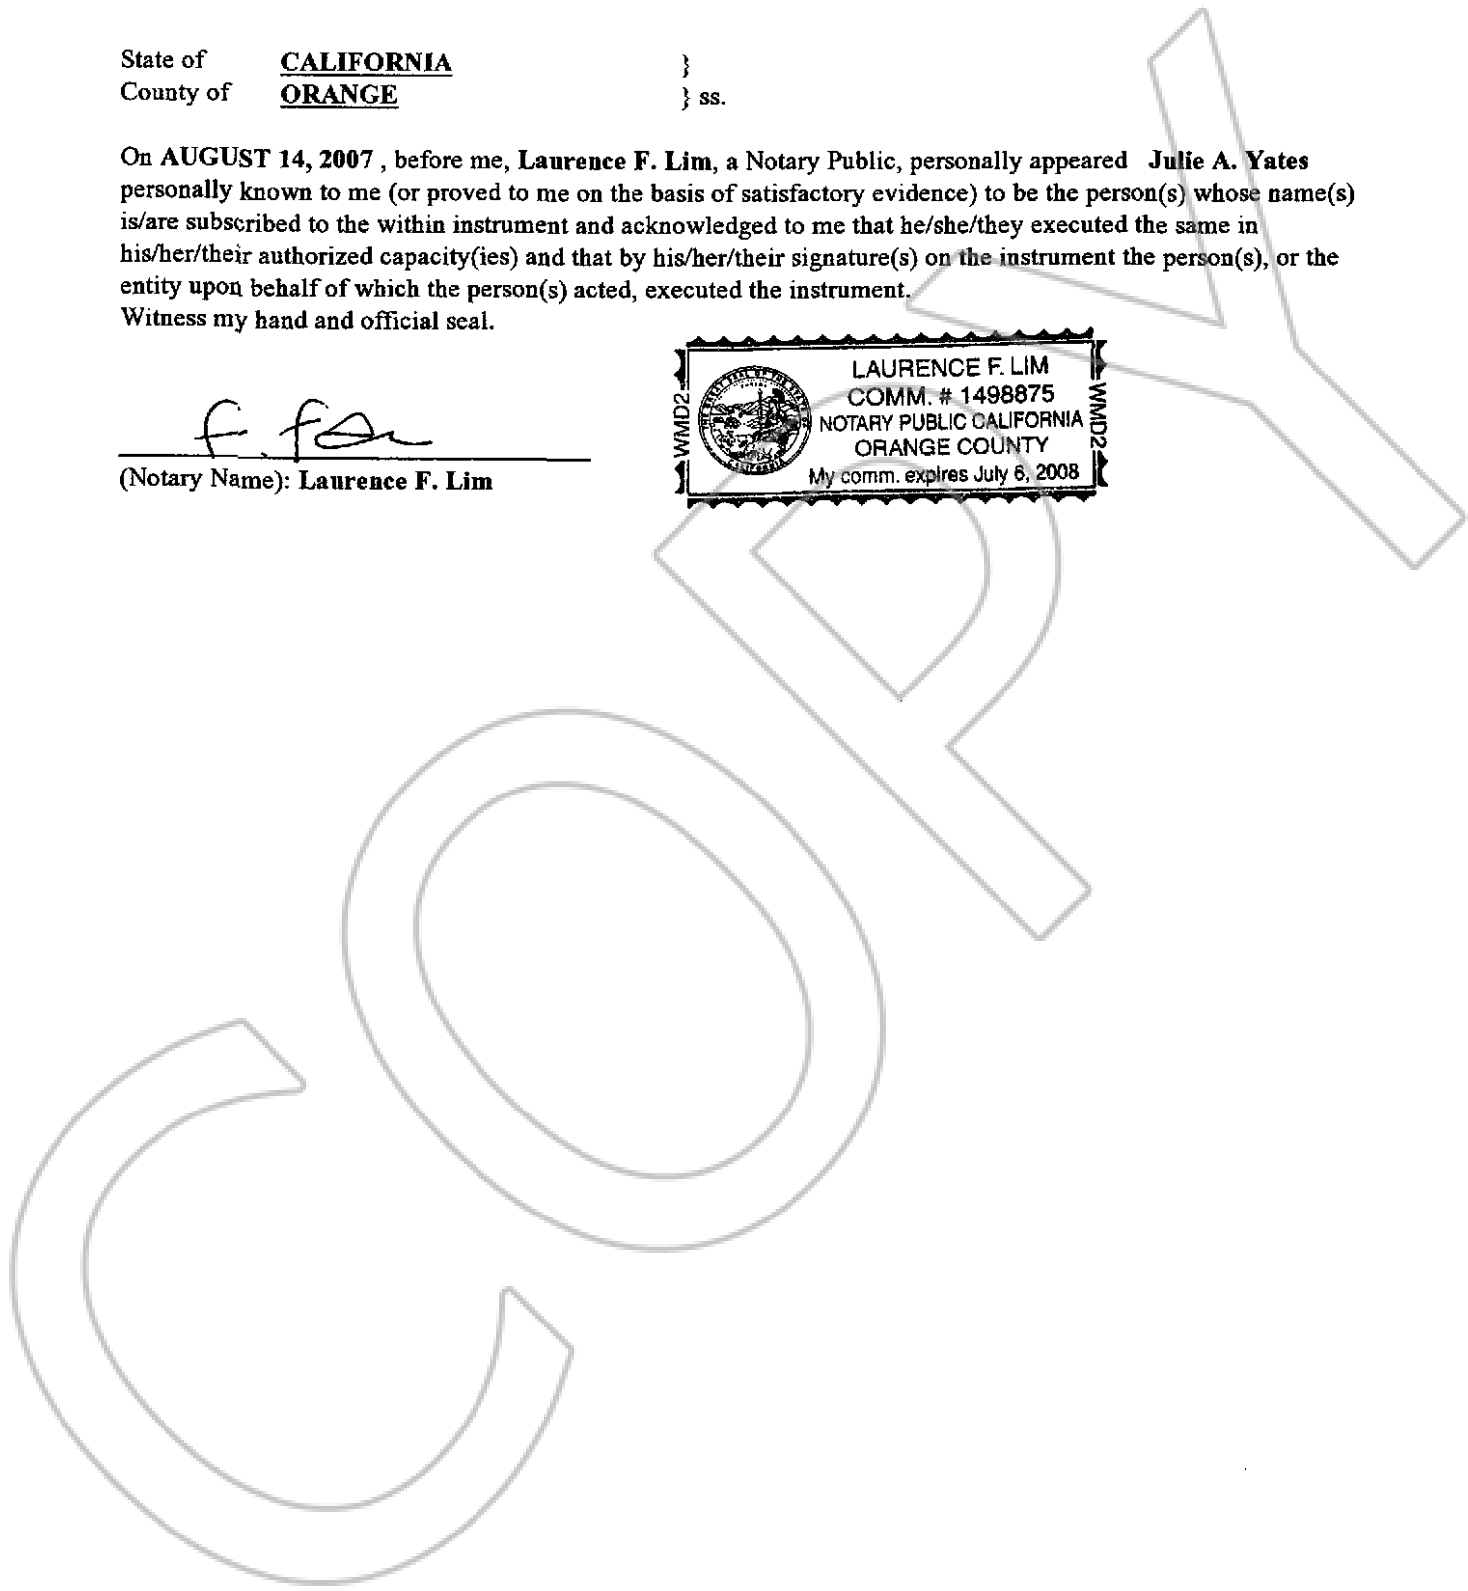 State of CALIFORNIA }
County of ORANGE } ss.
On AUGUST 14, 2007 , before me, Laurence F. Lim, a Notary Public, personally appeared Julie A. Yates
personally known to me (or proved to me on the basis of satisfactory evidence) to be the person(s) whose name(s)
is/are subscribed to the within instrument and acknowledged to me that he/she/they executed the same in
his/her/their authorized capacity(ies) and that by his/her/their signature(s) on the instrument the person(s), or the
entity upon behalf of which the person(s) acted, executed the instrument.
Witness my hand and official seal.
(Notary Name): Laurence F. Lim
WMD2
LAURENCE F. LIM
COMM. # 1498875
NOTARY PUBLIC CALIFORNIA
ORANGE COUNTY
My comm. expires July 6, 2008
WMD2
COPY